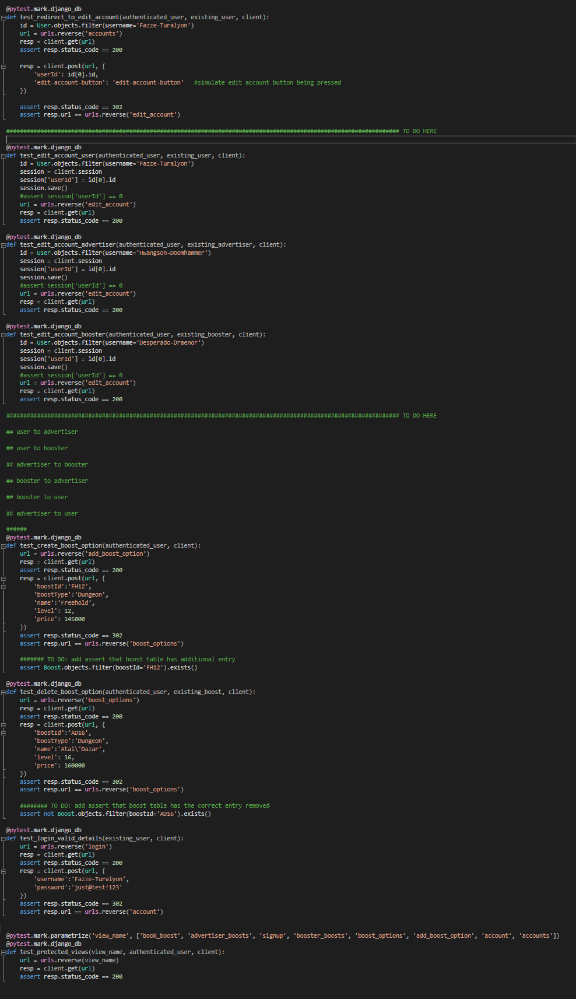 @pytest.mark.django_db
def test_redirect_to_edit_account(authenticated_user, existing_user, client):
    id = User.objects.filter(username='Fazze-Turalyon')
    url = urls.reverse('accounts')
    resp = client.get(url)
    assert resp.status_code == 200

    resp = client.post(url, {
        'userId': id[0].id,
        'edit-account-button': 'edit-account-button'   #simulate edit account button being pressed
    })

    assert resp.status_code == 302
    assert resp.url == urls.reverse('edit_account')

################################################################################################################### TO DO HERE

@pytest.mark.django_db
def test_edit_account_user(authenticated_user, existing_user, client):
    id = User.objects.filter(username='Fazze-Turalyon')
    session = client.session
    session['userId'] = id[0].id
    session.save()
    #assert session['userId'] == 0
    url = urls.reverse('edit_account')
    resp = client.get(url)
    assert resp.status_code == 200

@pytest.mark.django_db
def test_edit_account_advertiser(authenticated_user, existing_advertiser, client):
    id = User.objects.filter(username='Hwangson-Doomhammer')
    session = client.session
    session['userId'] = id[0].id
    session.save()
    #assert session['userId'] == 0
    url = urls.reverse('edit_account')
    resp = client.get(url)
    assert resp.status_code == 200

@pytest.mark.django_db
def test_edit_account_booster(authenticated_user, existing_booster, client):
    id = User.objects.filter(username='Desperado-Draenor')
    session = client.session
    session['userId'] = id[0].id
    session.save()
    #assert session['userId'] == 0
    url = urls.reverse('edit_account')
    resp = client.get(url)
    assert resp.status_code == 200

################################################################################################################### TO DO HERE

## user to advertiser

## user to booster

## advertiser to booster

## booster to advertiser

## booster to user

## advertiser to user

######
@pytest.mark.django_db
def test_create_boost_option(authenticated_user, client):
    url = urls.reverse('add_boost_option')
    resp = client.get(url)
    assert resp.status_code == 200
    resp = client.post(url, {
        'boostId':'FH12',
        'boostType':'Dungeon',
        'name':'Freehold',
        'level': 12,
        'price': 145000
    })
    assert resp.status_code == 302
    assert resp.url == urls.reverse('boost_options')

    ####### TO DO: add assert that boost table has additional entry
    assert Boost.objects.filter(boostId='FH12').exists()

@pytest.mark.django_db
def test_delete_boost_option(authenticated_user, existing_boost, client):
    url = urls.reverse('boost_options')
    resp = client.get(url)
    assert resp.status_code == 200
    resp = client.post(url, {
        'boostId':'AD16',
        'boostType':'Dungeon',
        'name':'Atal\'Dazar',
        'level': 16,
        'price': 160000
    })
    assert resp.status_code == 302
    assert resp.url == urls.reverse('boost_options')

    ######## TO DO: add assert that boost table has the correct entry removed
    assert not Boost.objects.filter(boostId='AD16').exists()

@pytest.mark.django_db
def test_login_valid_details(existing_user, client):
    url = urls.reverse('login')
    resp = client.get(url)
    assert resp.status_code == 200
    resp = client.post(url, {
        'username':'Fazze-Turalyon',
        'password':'just@test!123'
    })
    assert resp.status_code == 302
    assert resp.url == urls.reverse('account')

@pytest.mark.parametrize('view_name', ['book_boost', 'advertiser_boosts', 'signup', 'booster_boosts', 'boost_options', 'add_boost_option', 'account', 'accounts'])
@pytest.mark.django_db
def test_protected_views(view_name, authenticated_user, client):
    url = urls.reverse(view_name)
    resp = client.get(url)
    assert resp.status_code == 200